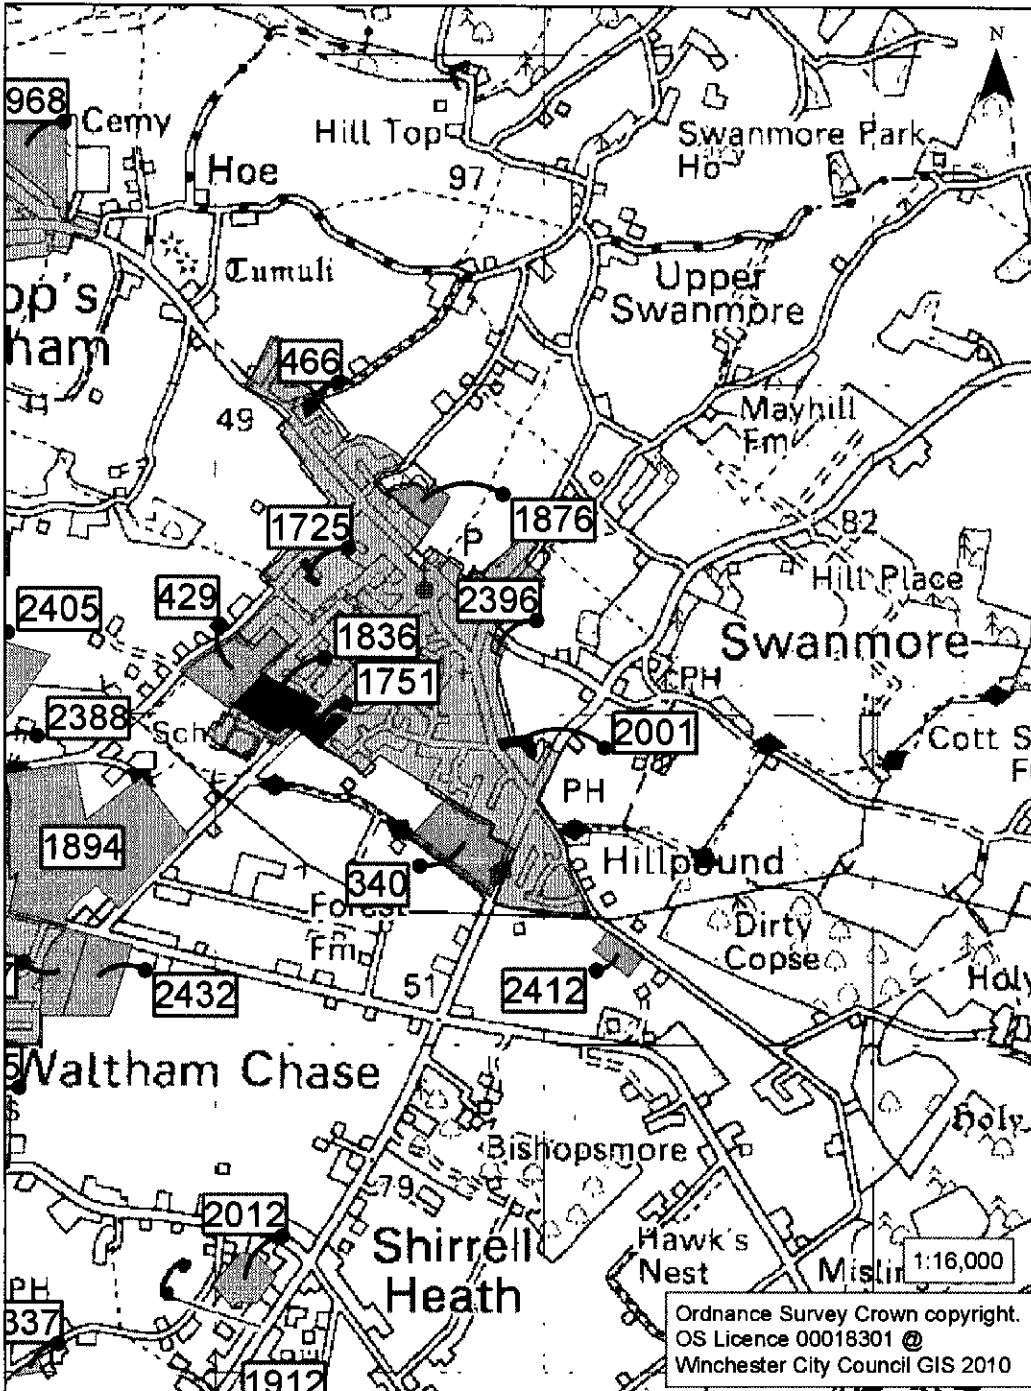 N
968
Cemy
Hill Top
Swanmore Park
Ho
Hoe
97
Tumuli
Upper
Swanmore
op's
ham
466
49
Mayhill
Fm
1725
1876
P
82
2405
429
2396
Hill Place
1836
Swanmore
1751
PH
2388
Sch
2001
Cott S
F
PH
1894
340
Hillpound
Forest
Fm
Dirty
Copse
2432
51
2412
Holy
Waltham Chase
5
s
Holy
Bishopsmore
79
2012
Shirrell
Heath
Hawk's
Nest
Mislin
1:16,000
PH
337
1912
Ordnance Survey Crown copyright.
OS Licence 00018301 @
Winchester City Council GIS 2010